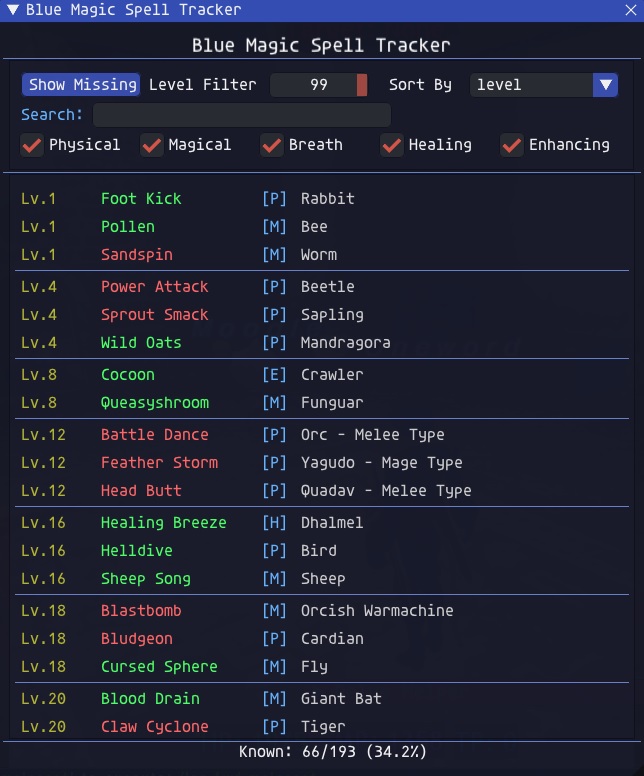 Blue Magic Spell Tracker
Blue Magic Spell Tracker
Show Missing Level Filter 99 Sort By level
Search:
Physical Magical Breath Healing Enhancing
Lv.1 Foot Kick [P] Rabbit
Lv.1 Pollen [M] Bee
Lv.1 Sandspin [M] Worm
Lv.4 Power Attack [P] Beetle
Lv.4 Sprout Smack [P] Sapling
Lv.4 Wild Oats [P] Mandragora
Lv.8 Cocoon [E] Crawler
Lv.8 Queasyshroom [M] Funguar
Lv.12 Battle Dance [P] Orc - Melee Type
Lv.12 Feather Storm [P] Yagudo - Mage Type
Lv.12 Head Butt [P] Quadav - Melee Type
Lv.16 Healing Breeze [H] Dhalmel
Lv.16 Helldive [P] Bird
Lv.16 Sheep Song [M] Sheep
Lv.18 Blastbomb [M] Orcish Warmachine
Lv.18 Bludgeon [P] Cardian
Lv.18 Cursed Sphere [M] Fly
Lv.20 Blood Drain [M] Giant Bat
Lv.20 Claw Cyclone [P] Tiger
Known: 66/193 (34.2%)